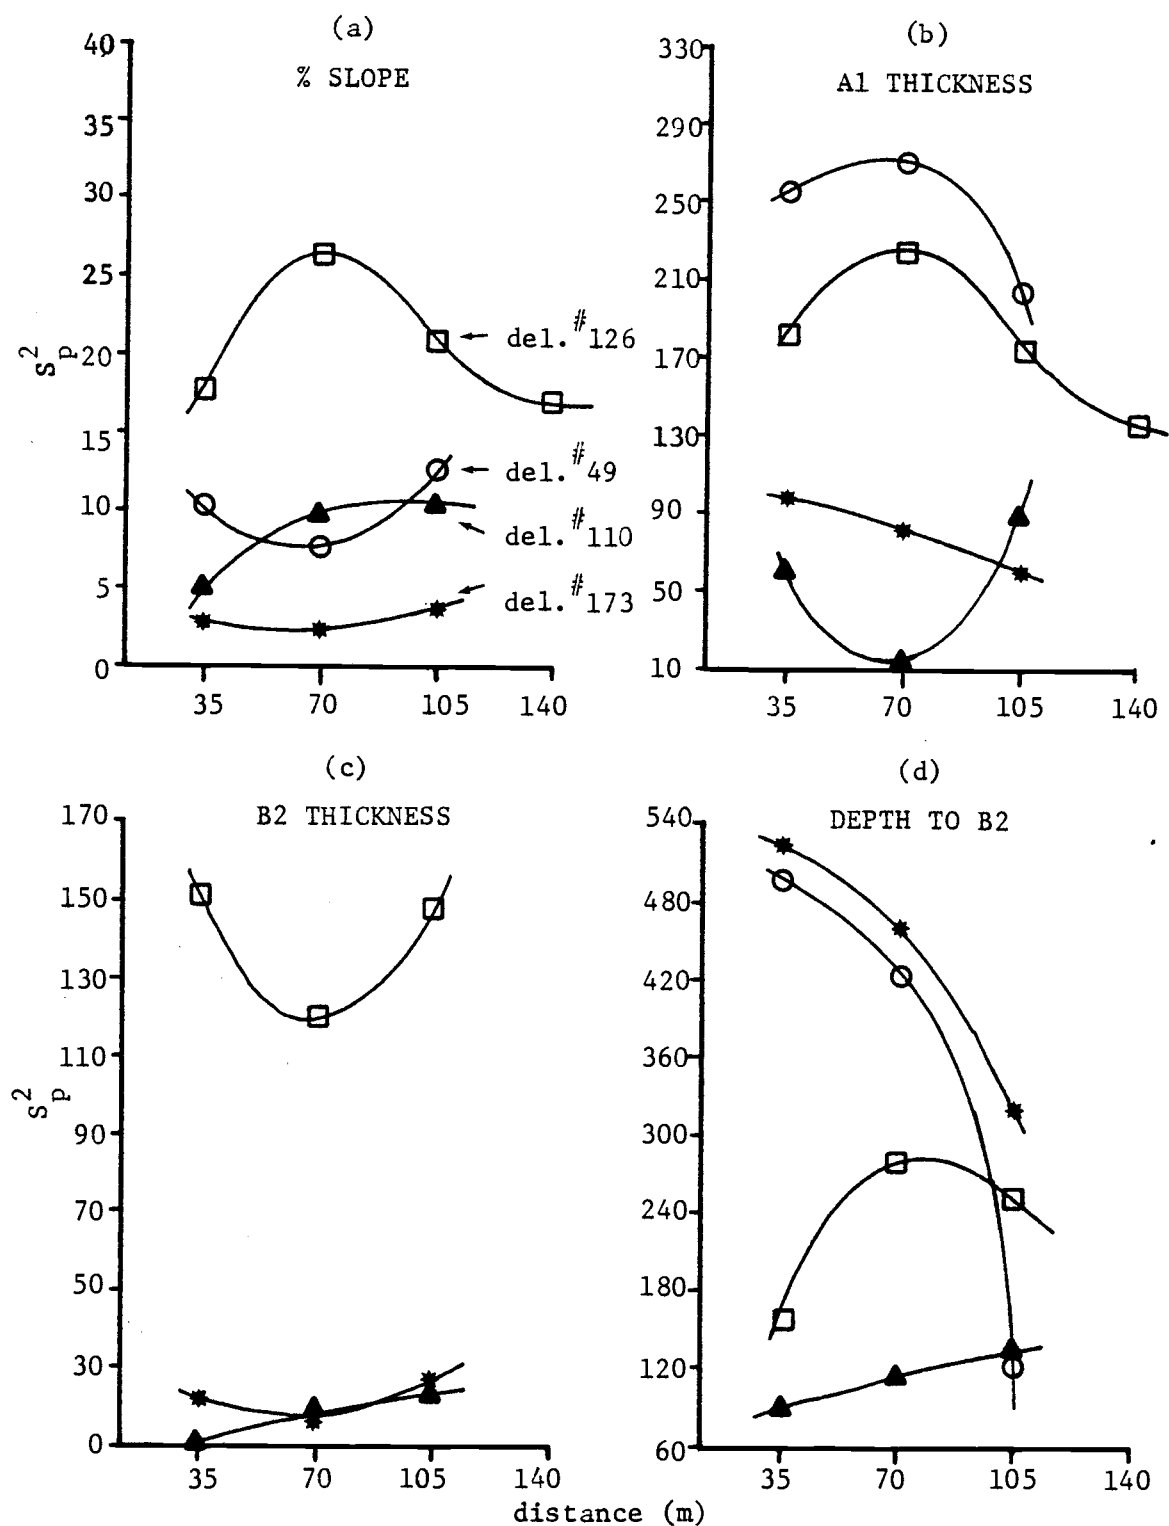 (a)
% SLOPE
40
35
30
25
20
15
10
5
0
s²p
del.#126
del.#49
del.#110
del.#173
35 70 105 140
(b)
A1 THICKNESS
330
290
250
210
170
130
90
50
10
35 70 105 140
(c)
B2 THICKNESS
170
150
130
110
90
70
50
30
0
s²p
35 70 105 140
(d)
DEPTH TO B2
540
480
420
360
300
240
180
120
60
35 70 105 140
distance (m)